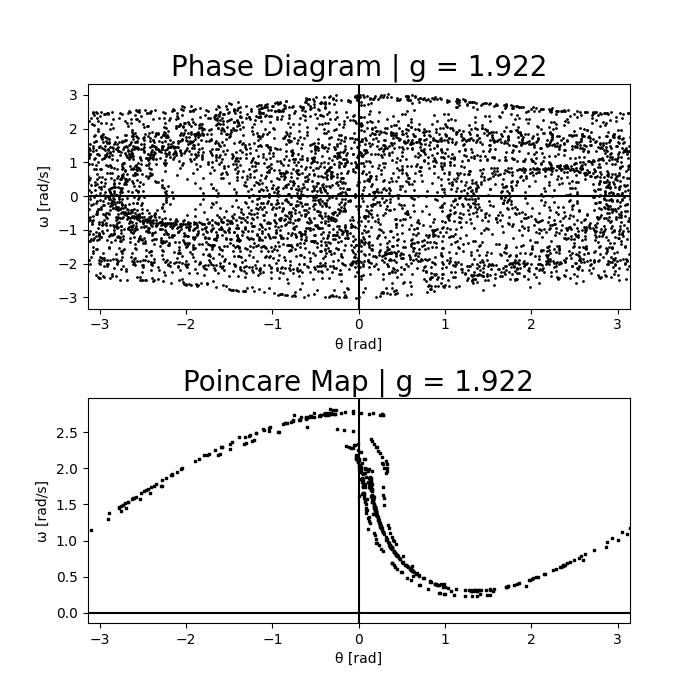 Phase Diagram | g = 1.922
3
2
1
0
−1
−2
−3
ω [rad/s]
−3 −2 −1 0 1 2 3
θ [rad]
Poincare Map | g = 1.922
2.5
2.0
1.5
1.0
0.5
0.0
ω [rad/s]
−3 −2 −1 0 1 2 3
θ [rad]